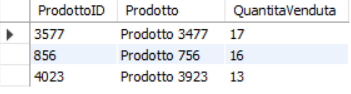 ProdottoID Prodotto QuantitaVenduta
3577 Prodotto 3477 17
856 Prodotto 756 16
4023 Prodotto 3923 13